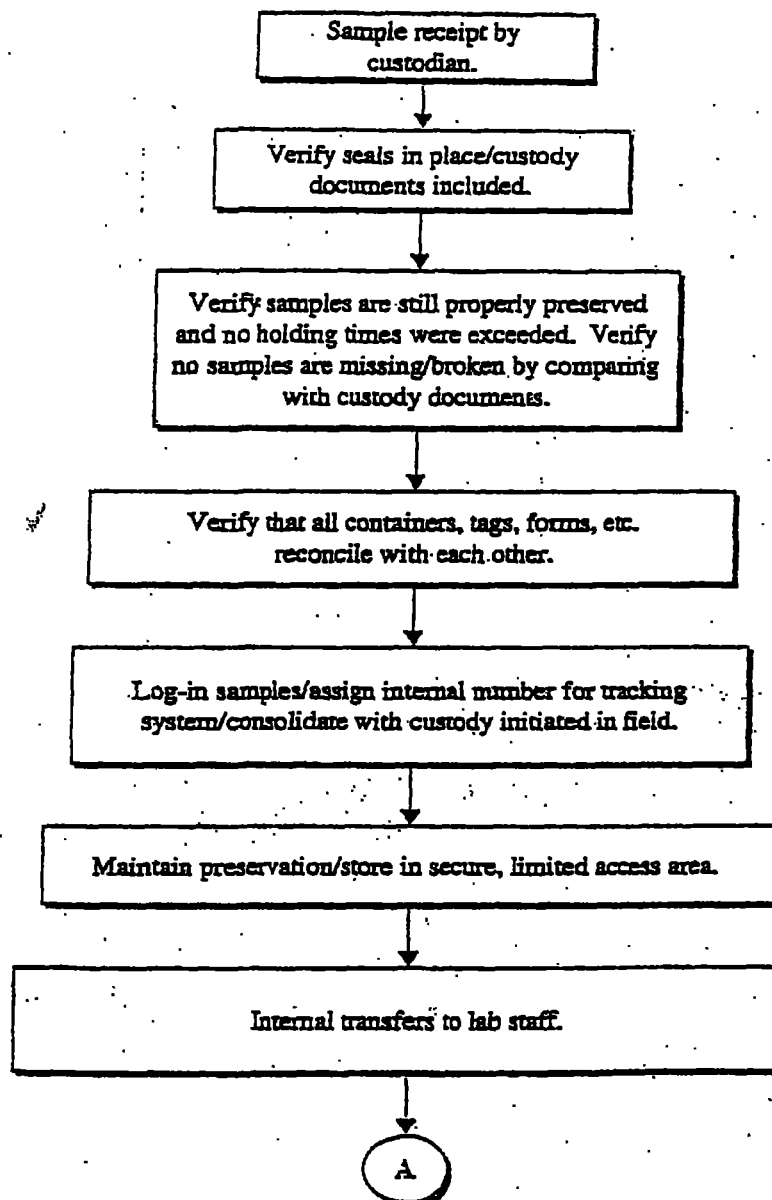 Sample receipt by
custodian.
Verify seals in place/custody
documents included.
Verify samples are still properly preserved
and no holding times were exceeded. Verify
no samples are missing/broken by comparing
with custody documents.
Verify that all containers, tags, forms, etc.
reconcile with each other.
Log-in samples/assign internal number for tracking
system/consolidate with custody initiated in field.
Maintain preservation/store in secure, limited access area.
Internal transfers to lab staff.
A